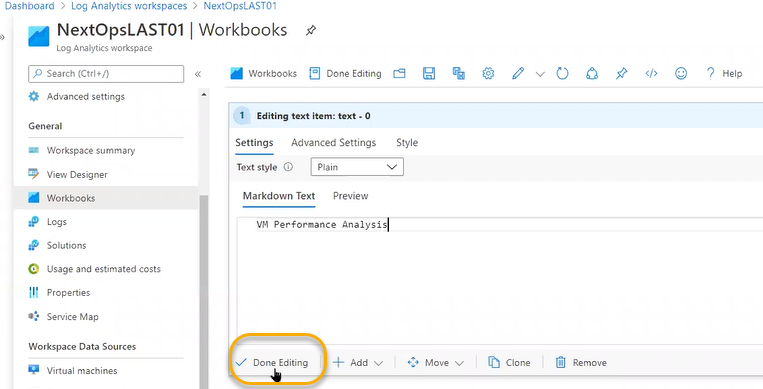 Dashboard > Log Analytics workspaces > NextOpsLAST01
NextOpsLAST01 | Workbooks
Log Analytics workspace
Search (Ctrl+/)
Advanced settings
General
Workspace summary
View Designer
Workbooks
Logs
Solutions
Usage and estimated costs
Properties
Service Map
Workspace Data Sources
Virtual machines
Workbooks Done Editing Help
1 Editing text item: text - 0
Settings Advanced Settings Style
Text style Plain
Markdown Text Preview
VM Performance Analysis
Done Editing Add Move Clone Remove